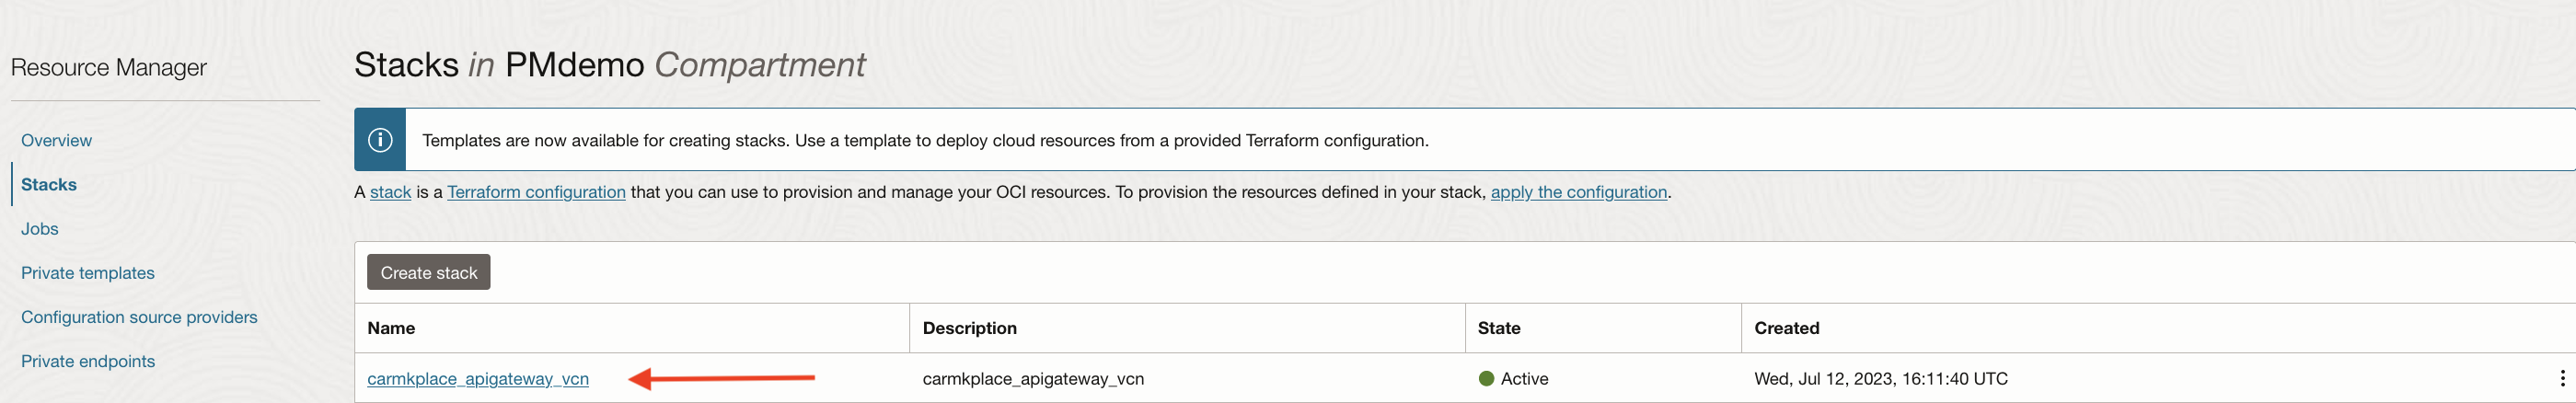 Resource Manager
Overview
Stacks
Jobs
Private templates
Configuration source providers
Private endpoints
Stacks in PMdemo Compartment
Templates are now available for creating stacks. Use a template to deploy cloud resources from a provided Terraform configuration.
A stack is a Terraform configuration that you can use to provision and manage your OCI resources. To provision the resources defined in your stack, apply the configuration.
Create stack
Name Description State Created
carmkplace_apigateway_vcn carmkplace_apigateway_vcn Active Wed, Jul 12, 2023, 16:11:40 UTC